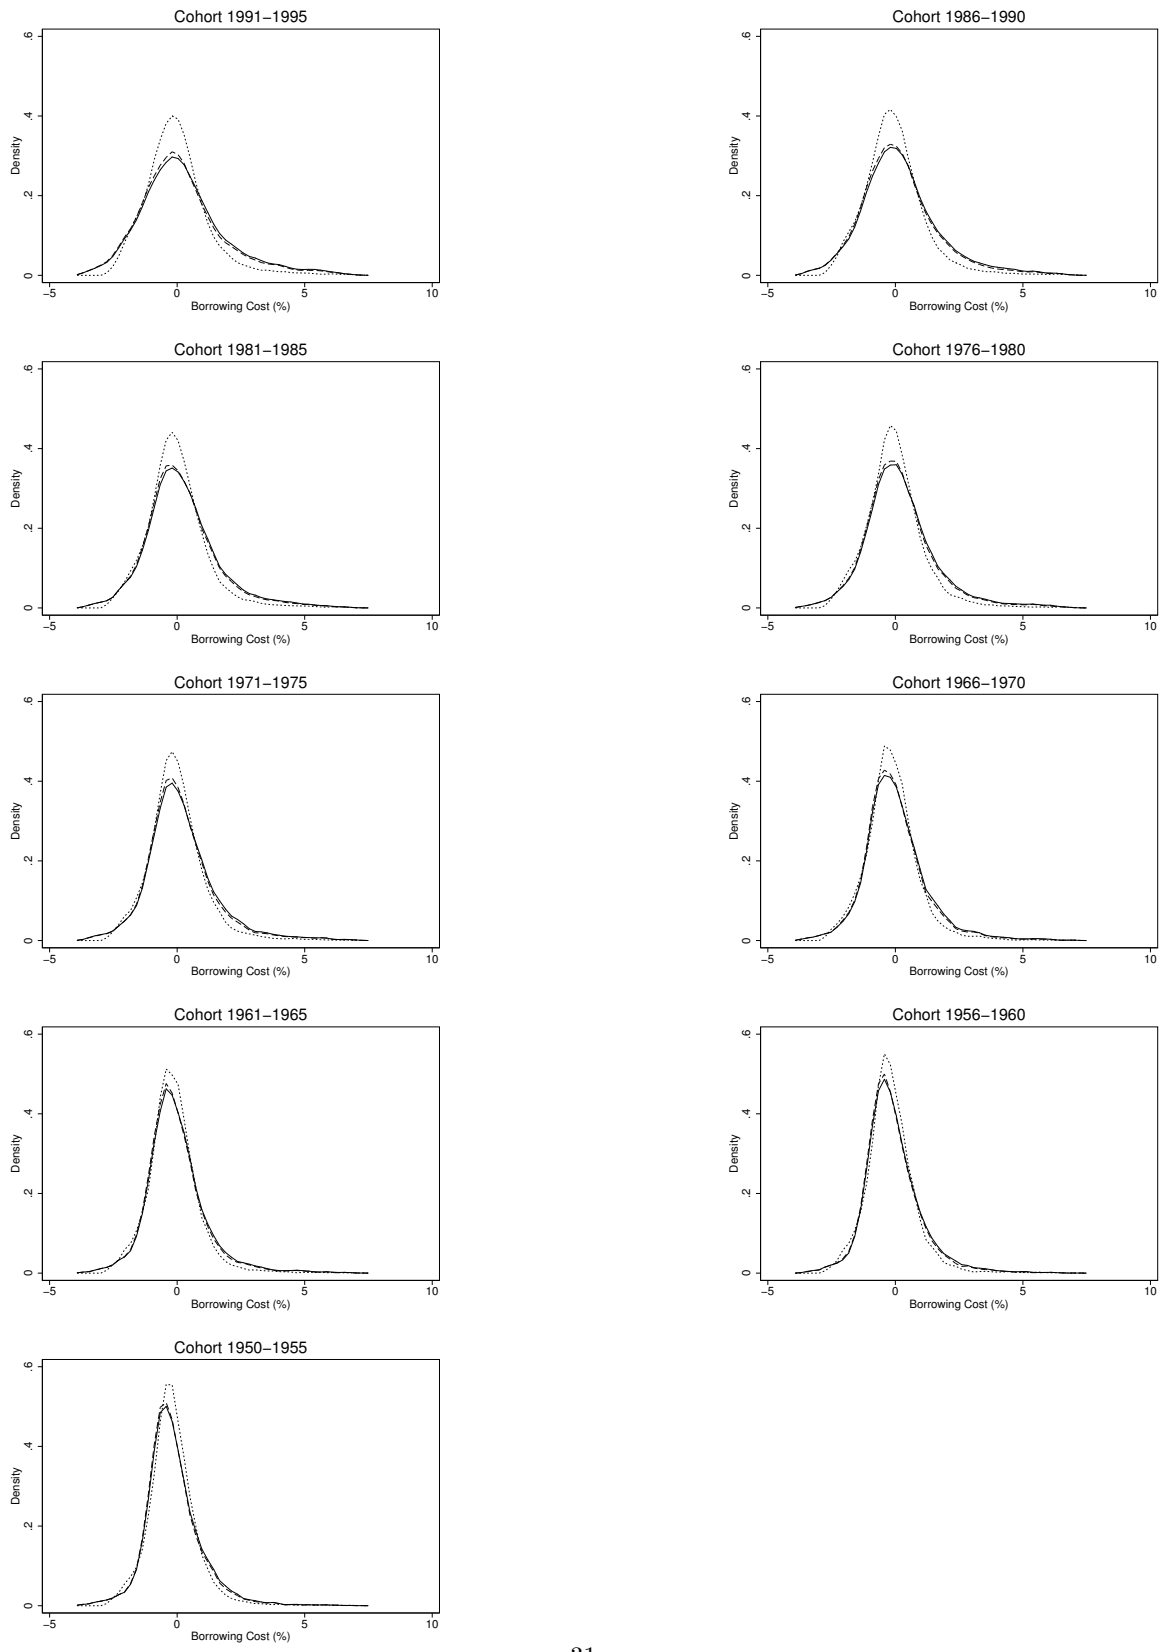 Cohort 1991−1995
Density
.6
.4
.2
0
−5 0 5 10
Borrowing Cost (%)
Cohort 1986−1990
Density
.6
.4
.2
0
−5 0 5 10
Borrowing Cost (%)
Cohort 1981−1985
Density
.6
.4
.2
0
−5 0 5 10
Borrowing Cost (%)
Cohort 1976−1980
Density
.6
.4
.2
0
−5 0 5 10
Borrowing Cost (%)
Cohort 1971−1975
Density
.6
.4
.2
0
−5 0 5 10
Borrowing Cost (%)
Cohort 1966−1970
Density
.6
.4
.2
0
−5 0 5 10
Borrowing Cost (%)
Cohort 1961−1965
Density
.6
.4
.2
0
−5 0 5 10
Borrowing Cost (%)
Cohort 1956−1960
Density
.6
.4
.2
0
−5 0 5 10
Borrowing Cost (%)
Cohort 1950−1955
Density
.6
.4
.2
0
−5 0 5 10
Borrowing Cost (%)